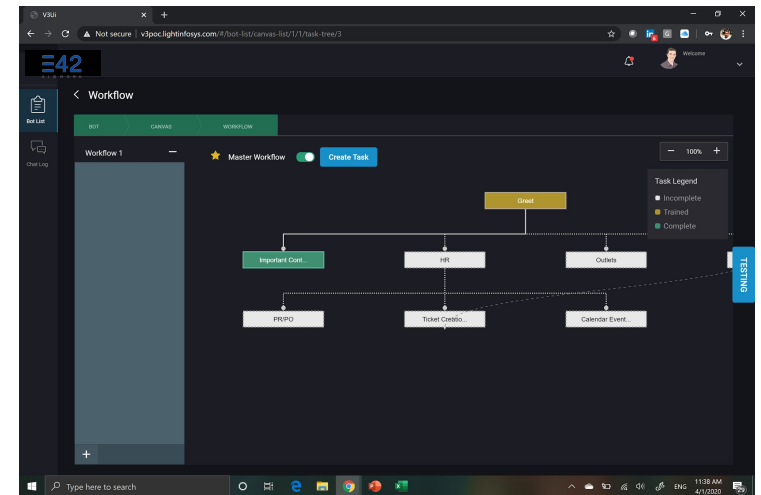 V3Ui
Not secure | v3poc.lightinfosys.com/#/bot-list/canvas-list/1/1/task-tree/3
E42
Welcome
Workflow
Bot List
BOT
CANVAS
WORKFLOW
Chat Log
Workflow 1
Master Workflow
Create Task
100%
Task Legend
Incomplete
Trained
Complete
Greet
Important Cont...
HR
Outlets
TESTING
PR/PO
Ticket Creatio...
Calendar Event...
Type here to search
ENG
11:38 AM
4/1/2020